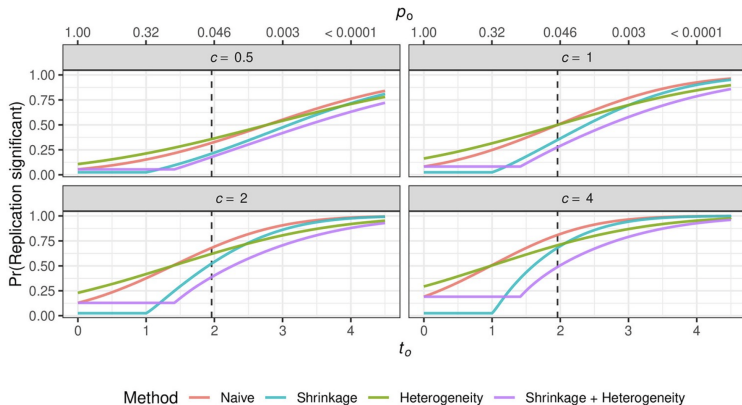 p_o
1.00 0.32 0.046 0.003 < 0.0001 1.00 0.32 0.046 0.003 < 0.0001
c = 0.5 c = 1
1.00
0.75
0.50
0.25
0.00
c = 2 c = 4
1.00
0.75
0.50
0.25
0.00
Pr(Replication significant)
0 1 2 3 4 0 1 2 3 4
t_o
Method Naive Shrinkage Heterogeneity Shrinkage + Heterogeneity